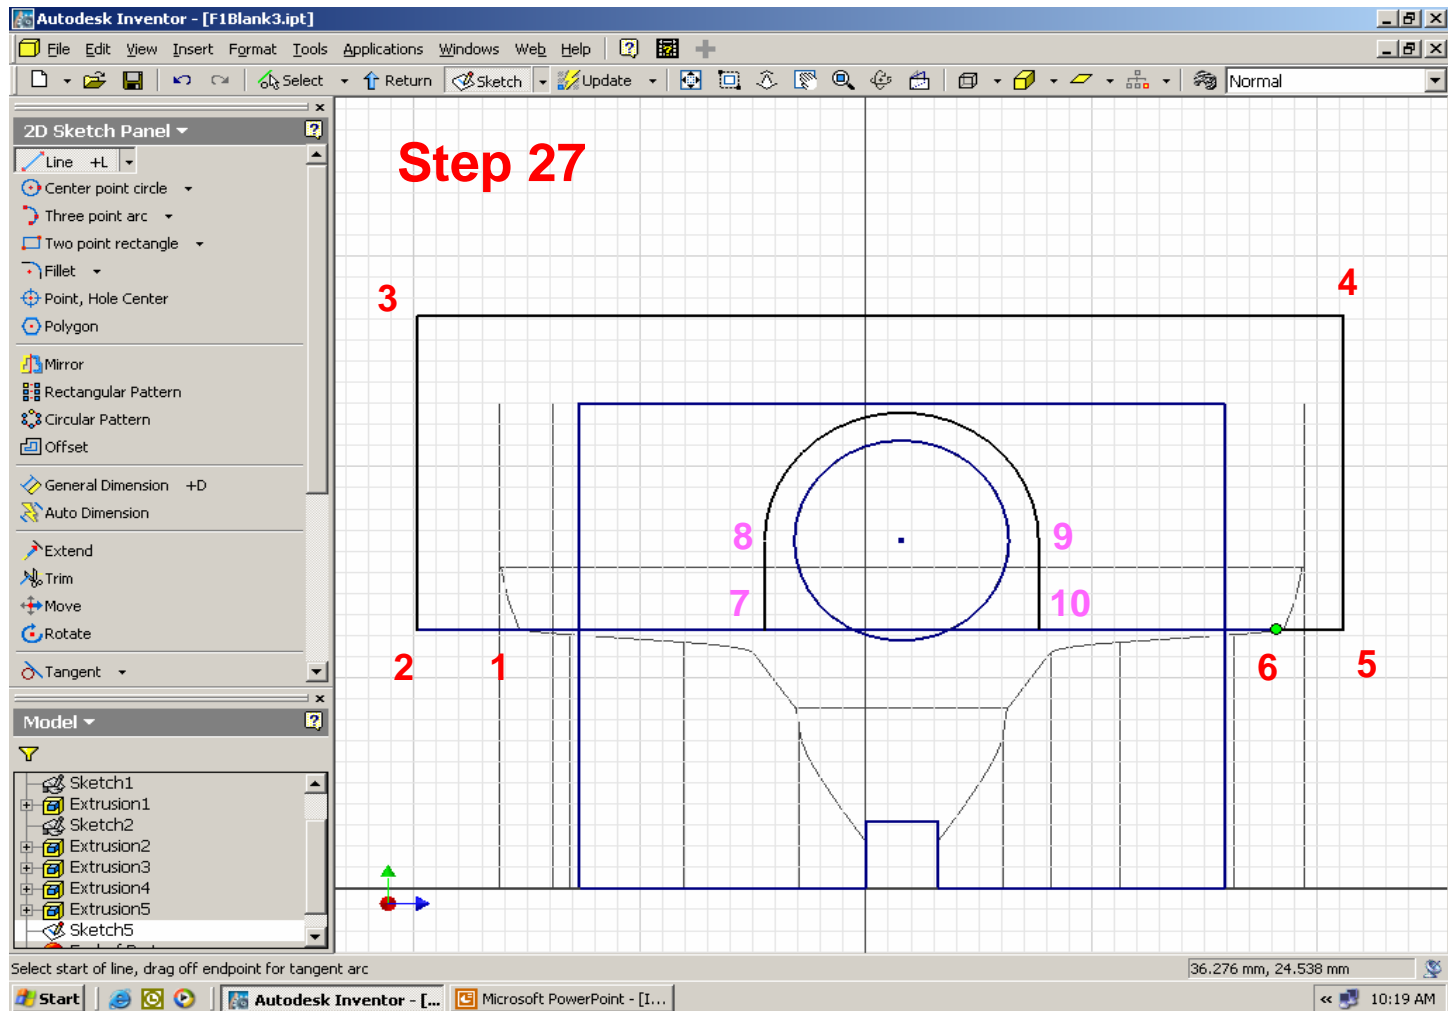 Autodesk Inventor - [F1Blank3.ipt]
File Edit View Insert Format Tools Applications Windows Web Help
Select Return Sketch Update Normal
2D Sketch Panel
Line +L
Center point circle
Three point arc
Two point rectangle
Fillet
Point, Hole Center
Polygon
Mirror
Rectangular Pattern
Circular Pattern
Offset
General Dimension +D
Auto Dimension
Extend
Trim
Move
Rotate
Tangent
Model
Sketch1
Extrusion1
Sketch2
Extrusion2
Extrusion3
Extrusion4
Extrusion5
Sketch5
Step 27
3
4
8
9
7
10
2
1
6
5
Select start of line, drag off endpoint for tangent arc
36.276 mm, 24.538 mm
Start
Autodesk Inventor - [...
Microsoft PowerPoint - [I...
10:19 AM